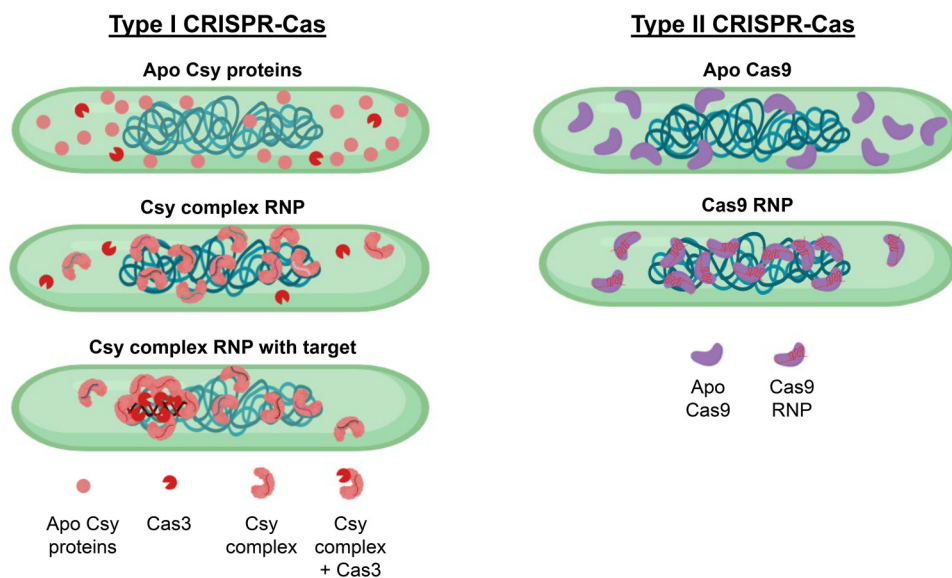 Type I CRISPR-Cas
Apo Csy proteins
Csy complex RNP
Csy complex RNP with target
Apo Csy
proteins
Cas3
Csy
complex
Csy
complex
+ Cas3
Type II CRISPR-Cas
Apo Cas9
Cas9 RNP
Apo
Cas9
Cas9
RNP